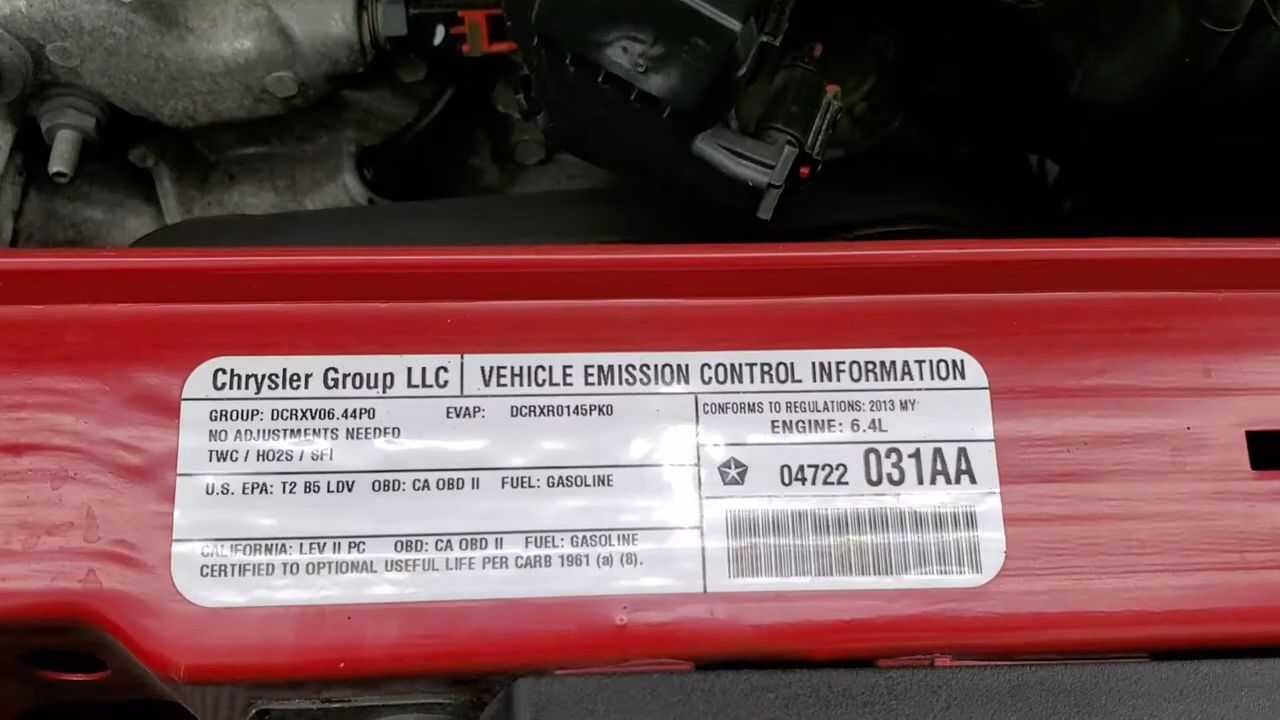 Chrysler Group LLC
VEHICLE EMISSION CONTROL INFORMATION
GROUP: DCRXV06.44P0 EVAP: DCRXR0145PK0
NO ADJUSTMENTS NEEDED
TWC / HO2S / SFI
U.S. EPA: T2 B5 LDV OBD: CA OBD II FUEL: GASOLINE
CALIFORNIA: LEV II PC OBD: CA OBD II FUEL: GASOLINE
CERTIFIED TO OPTIONAL USEFUL LIFE PER CARB 1961 (a) (8).
CONFORMS TO REGULATIONS: 2013 MY
ENGINE: 6.4L
04722 031AA